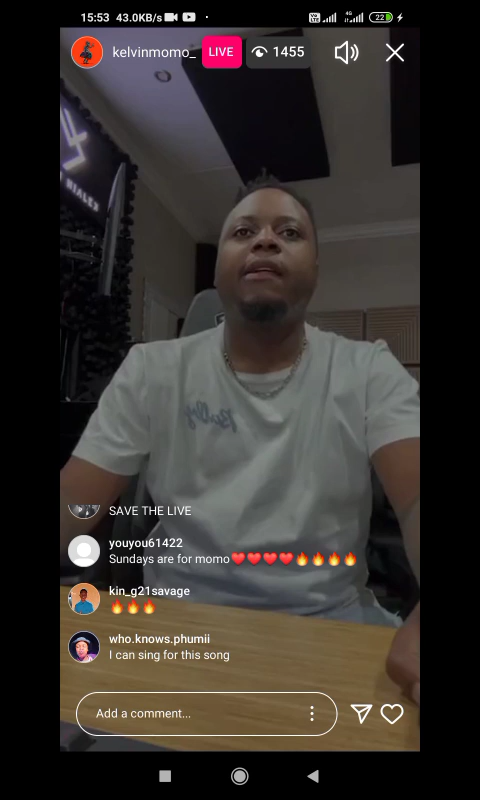 15:53 43.0KB/s
4G
22
kelvinmomo_ LIVE 1455
SAVE THE LIVE
youyou61422
Sundays are for momo❤️❤️❤️❤️🔥🔥🔥🔥
kin_g21savage
🔥🔥🔥
who.knows.phumii
I can sing for this song
Add a comment...